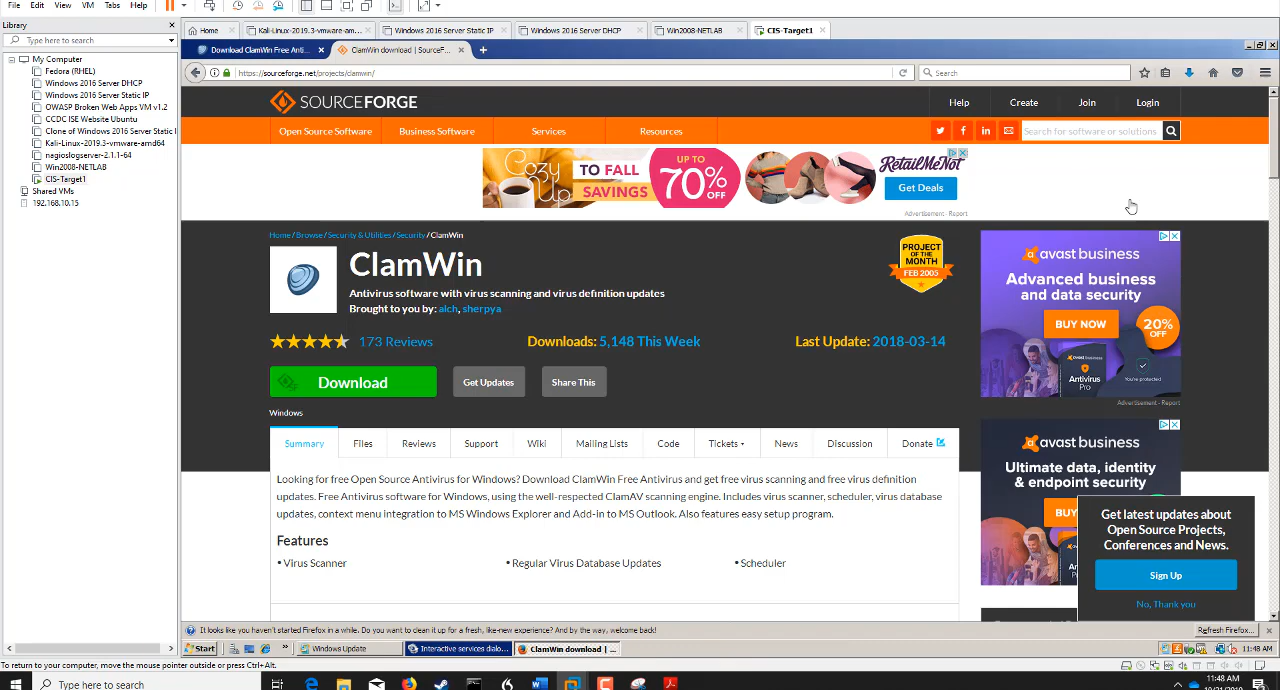 File Edit View VM Tabs Help
Library
Type here to search
My Computer
Fedora (RHEL)
Windows 2016 Server DHCP
Windows 2016 Server Static IP
OWASP Broken Web Apps VM v1.2
CCDC ISE Website Ubuntu
Clone of Windows 2016 Server Static I
Kali-Linux-2019.3-vmware-amd64
nagioslogserver-2.1.1-64
Win2008-NETLAB
CIS-Target1
Shared VMs
192.168.10.15
Home Kali-Linux-2019.3-vmware-am... Windows 2016 Server Static IP Windows 2016 Server DHCP Win2008-NETLAB CIS-Target1
Download ClamWin Free Anti... ClamWin download | SourceF...
https://sourceforge.net/projects/clamwin/ Search
SOURCEFORGE
Help Create Join Login
Open Source Software Business Software Services Resources
Search for software or solutions
Cozy Up TO FALL SAVINGS
UP TO
70% OFF
RetailMeNot
Get Deals
Advertisement - Report
Home / Browse / Security & Utilities / Security / ClamWin
ClamWin
Antivirus software with virus scanning and virus definition updates
Brought to you by: alch, sherpya
PROJECT OF THE MONTH
FEB 2005
173 Reviews Downloads: 5,148 This Week Last Update: 2018-03-14
Download Get Updates Share This
Windows
Summary Files Reviews Support Wiki Mailing Lists Code Tickets News Discussion Donate
Looking for free Open Source Antivirus for Windows? Download ClamWin Free Antivirus and get free virus scanning and free virus definition
updates. Free Antivirus software for Windows, using the well-respected ClamAV scanning engine. Includes virus scanner, scheduler, virus database
updates, context menu integration to MS Windows Explorer and Add-in to MS Outlook. Also features easy setup program.
Features
• Virus Scanner • Regular Virus Database Updates • Scheduler
avast business
Advanced business
and data security
BUY NOW
20% OFF
Antivirus Pro
You're protected
Advertisement - Report
avast business
Ultimate data, identity
& endpoint security
BUY
Get latest updates about
Open Source Projects,
Conferences and News.
Sign Up
No, Thank you
It looks like you haven't started Firefox in a while. Do you want to clean it up for a fresh, like-new experience? And by the way, welcome back! Refresh Firefox...
Start Windows Update Interactive services dialo... ClamWin download | ... 11:48 AM
To return to your computer, move the mouse pointer outside or press Ctrl+Alt.
Type here to search
11:48 AM